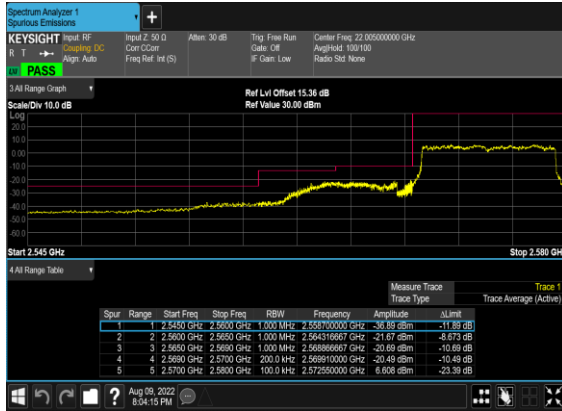 Spectrum Analyzer 1
Spurious Emissions
KEYSIGHT Input: RF Input Z: 50 Ω Atten: 30 dB Trig: Free Run Center Freq: 22.005000000 GHz
R T Coupling: DC Corr CCorr Gate: Off Avg|Hold: 100/100
Align: Auto Freq Ref: Int (S) IF Gain: Low Radio Std: None
LW PASS
3 All Range Graph
Ref Lvl Offset 15.36 dB
Scale/Div 10.0 dB Ref Value 30.00 dBm
Log
20.0
10.0
0.00
-10.0
-20.0
-30.0
-40.0
-50.0
-60.0
Start 2.545 GHz Stop 2.580 GH
4 All Range Table
Measure Trace Trace 1
Trace Type Trace Average (Active)
Spur Range Start Freq Stop Freq RBW Frequency Amplitude ΔLimit
1 1 2.5450 GHz 2.5600 GHz 1.000 MHz 2.558700000 GHz -36.89 dBm -11.89 dB
2 2 2.5600 GHz 2.5650 GHz 1.000 MHz 2.564316667 GHz -21.67 dBm -8.673 dB
3 3 2.5650 GHz 2.5690 GHz 1.000 MHz 2.568866667 GHz -20.69 dBm -10.69 dB
4 4 2.5690 GHz 2.5700 GHz 200.0 kHz 2.569910000 GHz -20.49 dBm -10.49 dB
5 5 2.5700 GHz 2.5800 GHz 100.0 kHz 2.572550000 GHz 6.608 dBm -23.39 dB
Aug 09, 2022
8:04:15 PM